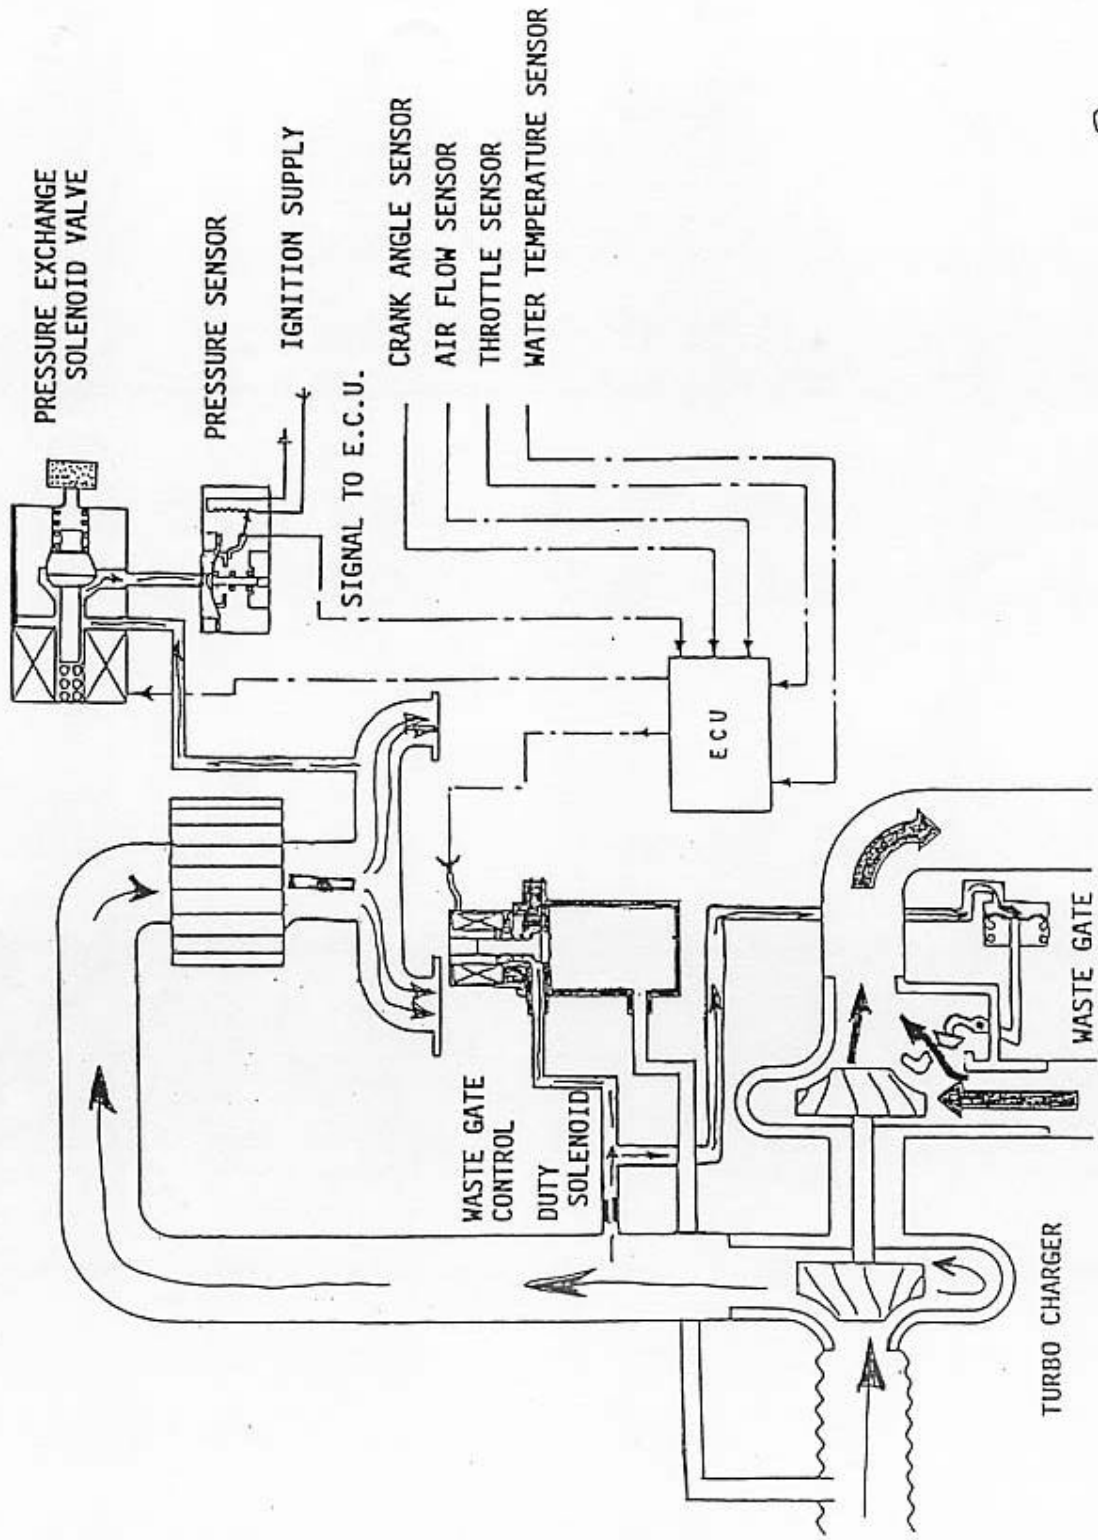 PRESSURE EXCHANGE
SOLENOID VALVE
PRESSURE SENSOR
IGNITION SUPPLY
SIGNAL TO E.C.U.
CRANK ANGLE SENSOR
AIR FLOW SENSOR
THROTTLE SENSOR
WATER TEMPERATURE SENSOR
ECU
WASTE GATE
CONTROL
DUTY
SOLENOID
WASTE GATE
TURBO CHARGER